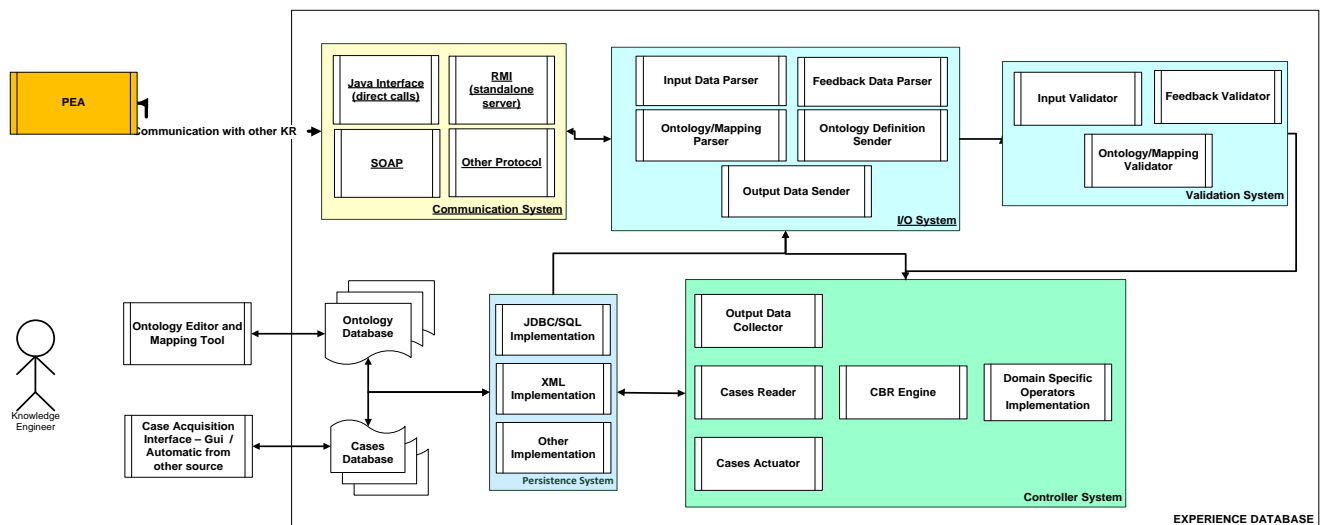 PEA
Communication with other KR
Java Interface
(direct calls)
RMI
(standalone
server)
SOAP
Other Protocol
Communication System
Input Data Parser
Feedback Data Parser
Ontology/Mapping
Parser
Ontology Definition
Sender
Output Data Sender
I/O System
Input Validator
Feedback Validator
Ontology/Mapping
Validator
Validation System
Knowledge
Engineer
Ontology Editor and
Mapping Tool
Case Acquisition
Interface – Gui /
Automatic from
other source
Ontology
Database
Cases
Database
JDBC/SQL
Implementation
XML
Implementation
Other
Implementation
Persistence System
Output Data
Collector
Cases Reader
CBR Engine
Domain Specific
Operators
Implementation
Cases Actuator
Controller System
EXPERIENCE DATABASE